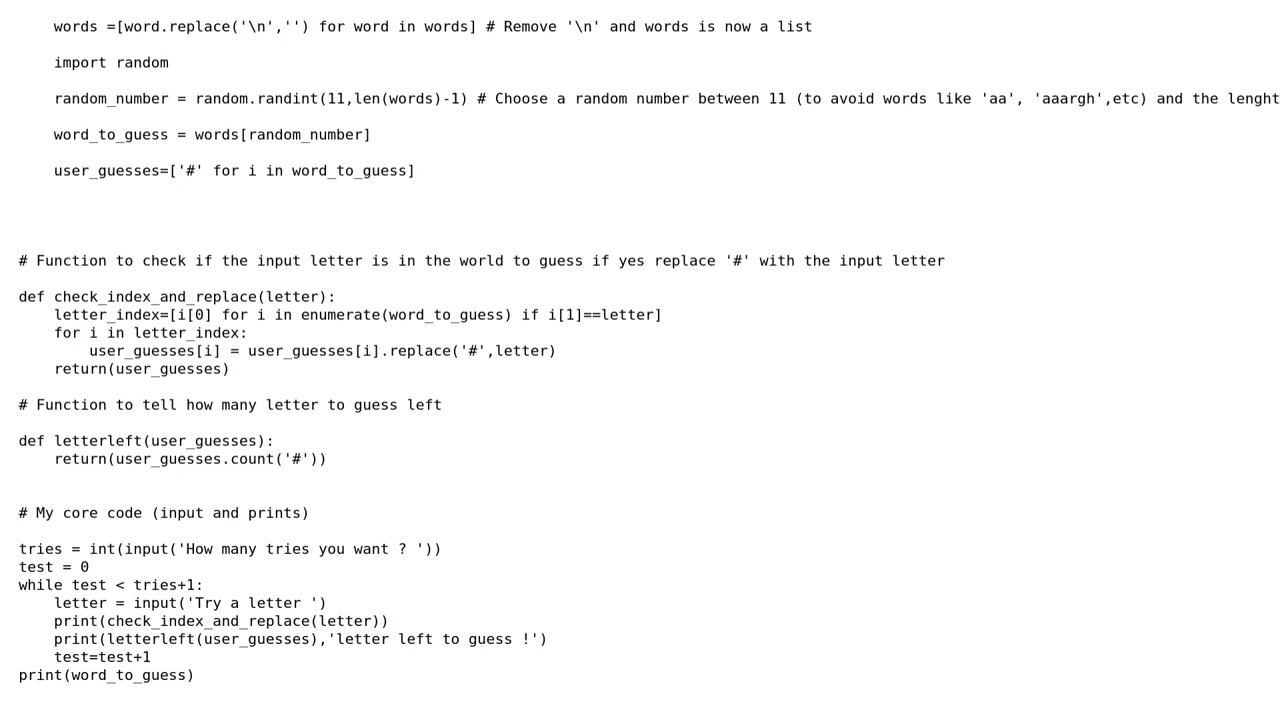 words =[word.replace('\n','') for word in words] # Remove '\n' and words is now a list
    import random
    random_number = random.randint(11,len(words)-1) # Choose a random number between 11 (to avoid words like 'aa', 'aaargh',etc) and the lenght
    word_to_guess = words[random_number]
    user_guesses=['#' for i in word_to_guess]
# Function to check if the input letter is in the world to guess if yes replace '#' with the input letter
def check_index_and_replace(letter):
    letter_index=[i[0] for i in enumerate(word_to_guess) if i[1]==letter]
    for i in letter_index:
        user_guesses[i] = user_guesses[i].replace('#',letter)
    return(user_guesses)
# Function to tell how many letter to guess left
def letterleft(user_guesses):
    return(user_guesses.count('#'))
# My core code (input and prints)
tries = int(input('How many tries you want ? '))
test = 0
while test < tries+1:
    letter = input('Try a letter ')
    print(check_index_and_replace(letter))
    print(letterleft(user_guesses),'letter left to guess !')
    test=test+1
print(word_to_guess)